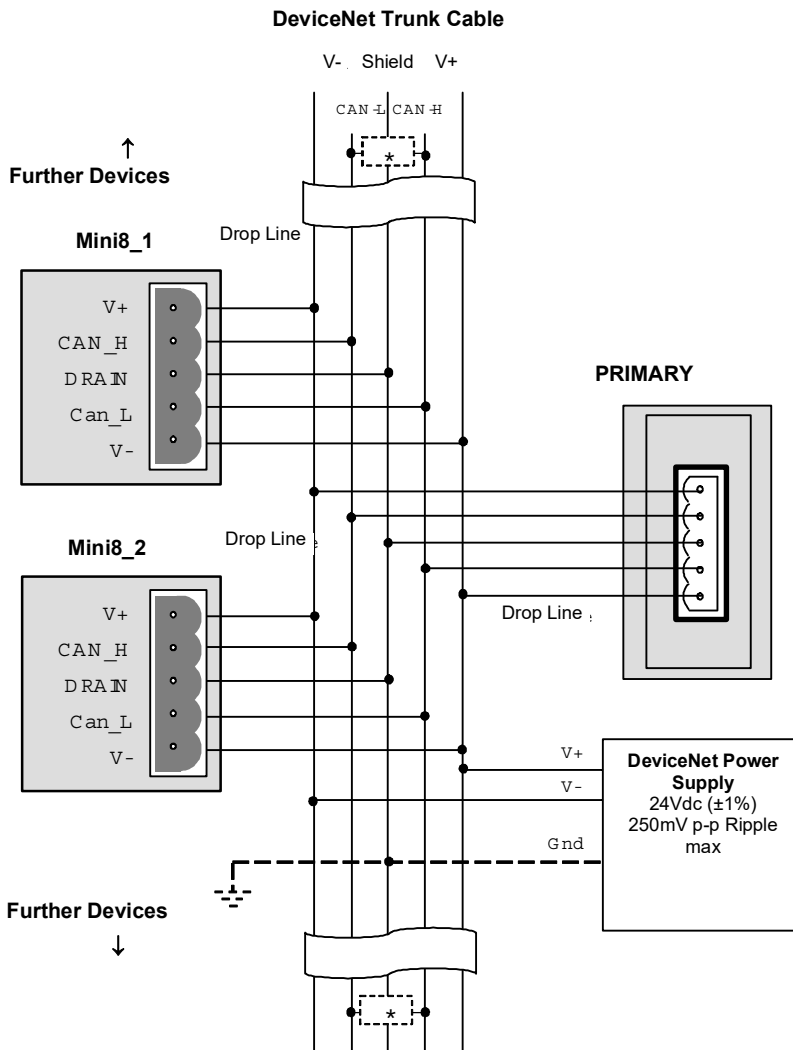 DeviceNet Trunk Cable
V- Shield V+
CAN-L CAN-H
*
↑
Further Devices
Drop Line
Mini8_1
V+
CAN_H
DRAIN
Can_L
V-
PRIMARY
Drop Line
Mini8_2
V+
CAN_H
DRAIN
Can_L
V-
Drop Line
V+
V-
Gnd
DeviceNet Power
Supply
24Vdc (±1%)
250mV p-p Ripple
max
Further Devices
↓
*